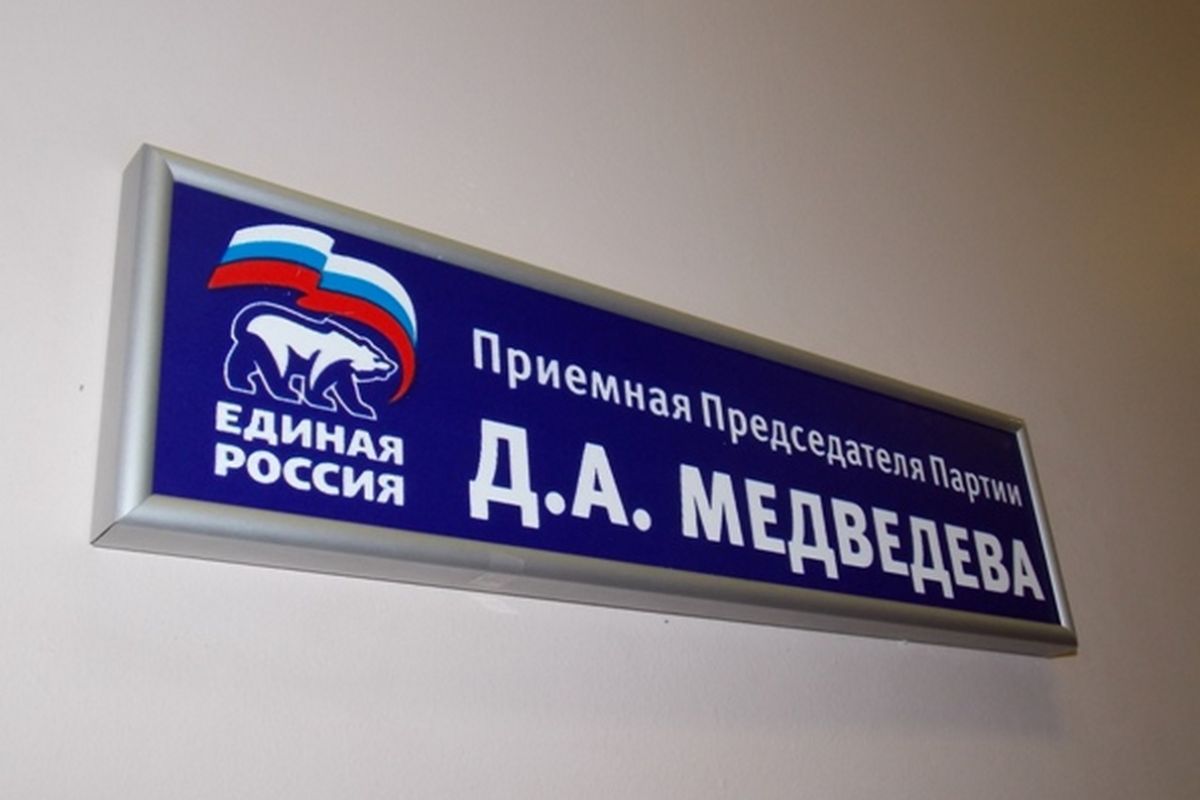 ЕДИНАЯ
РОССИЯ
Приемная Председателя Партии
Д.А. МЕДВЕДЕВА